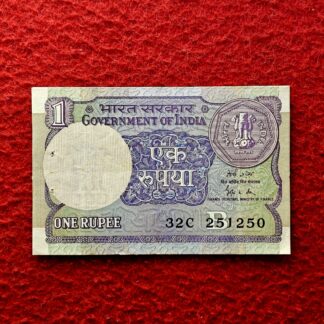 1
भारत सरकार
GOVERNMENT OF INDIA
एक
रुपया
ONE RUPEE
32C 251250